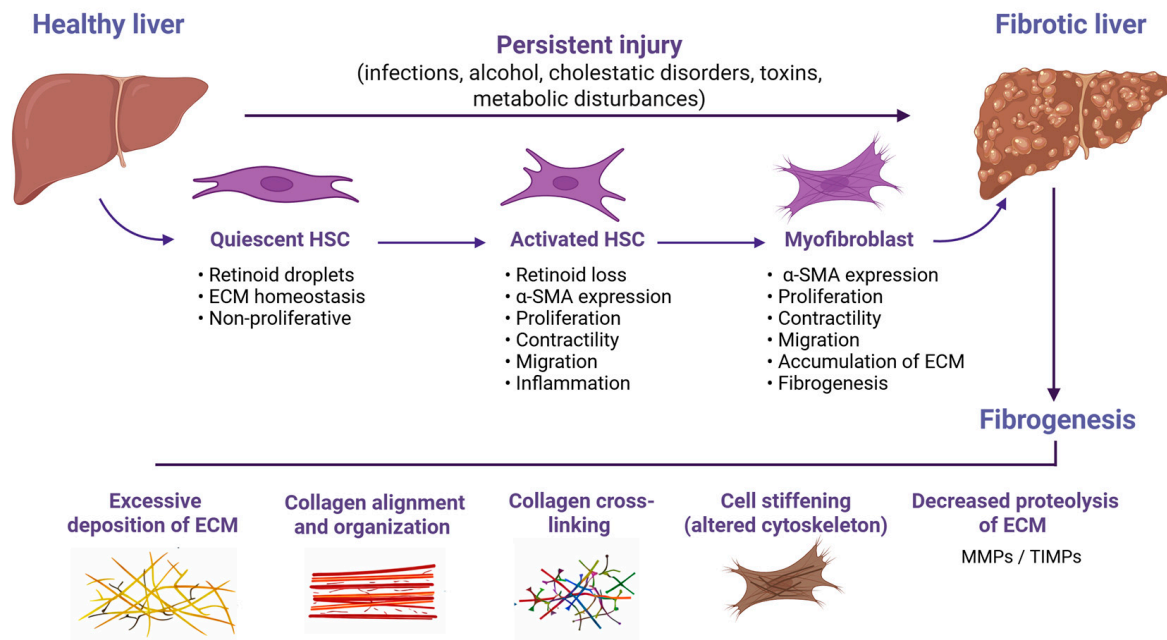 Healthy liver
Fibrotic liver
Persistent injury
(infections, alcohol, cholestatic disorders, toxins,
metabolic disturbances)
Quiescent HSC
• Retinoid droplets
• ECM homeostasis
• Non-proliferative
Activated HSC
• Retinoid loss
• α-SMA expression
• Proliferation
• Contractility
• Migration
• Inflammation
Myofibroblast
• α-SMA expression
• Proliferation
• Contractility
• Migration
• Accumulation of ECM
• Fibrogenesis
Fibrogenesis
Excessive
deposition of ECM
Collagen alignment
and organization
Collagen cross-
linking
Cell stiffening
(altered cytoskeleton)
Decreased proteolysis
of ECM
MMPs / TIMPs